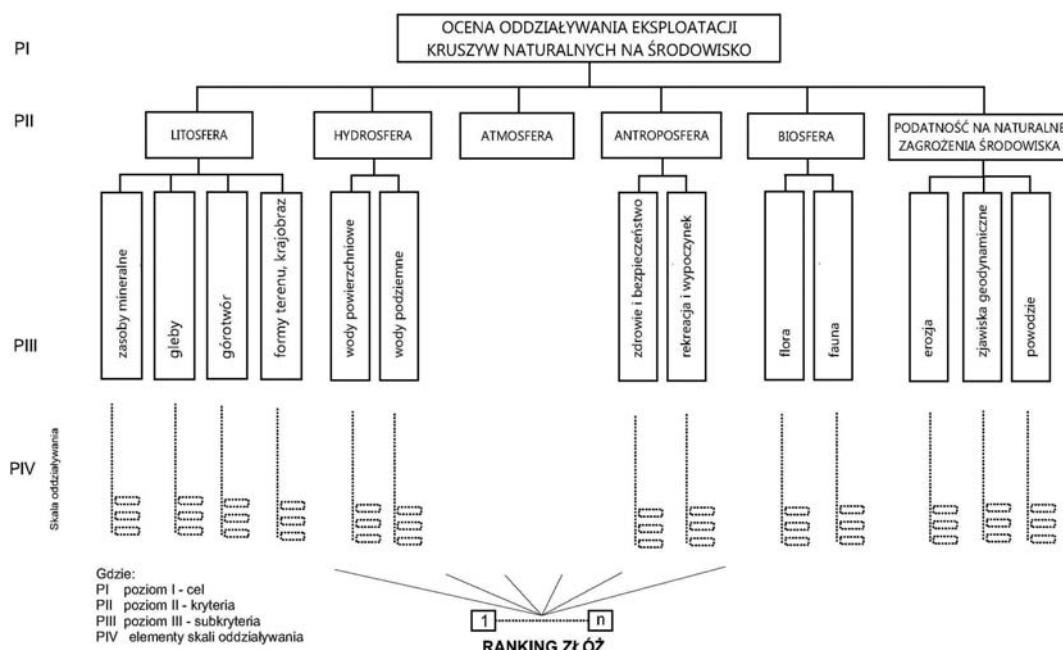 OCENA ODDZIAŁYWANIA EKSPLOATACJI
KRUSZYW NATURALNYCH NA ŚRODOWISKO
PI
PII
LITOSFERA
HYDROSFERA
ATMOSFERA
ANTROPOSFERA
BIOSFERA
PODATNOŚĆ NA NATURALNE
ZAGROŻENIA ŚRODOWISKA
PIII
zasoby mineralne
gleby
górotwór
formy terenu, krajobraz
wody powierzchniowe
wody podziemne
zdrowie i bezpieczeństwo
rekreacja i wypoczynek
flora
fauna
erozja
zjawiska geodynamiczne
powodzie
PIV
Skala oddziaływania
Gdzie:
PI poziom I - cel
PII poziom II - kryteria
PIII poziom III - subkryteria
PIV elementy skali oddziaływania
1
n
RANKING ZŁÓŻ